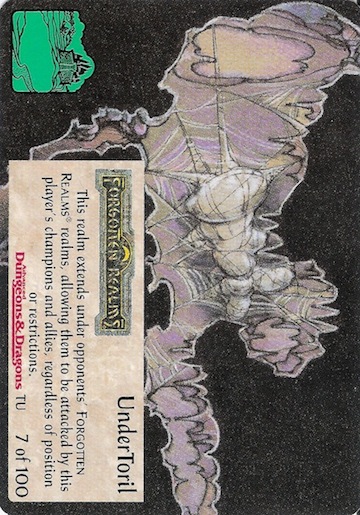 UnderToril
FORGOTTEN REALMS
This realm extends under opponents' FORGOTTEN
REALMS® realms, allowing them to be attacked by this
player's champions and allies, regardless of position
or restrictions.
Advanced
Dungeons & Dragons
TU 7 of 100